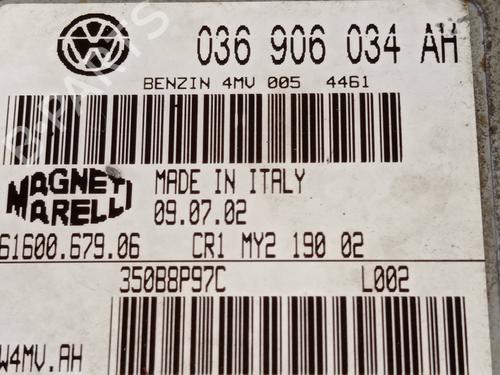 036 906 034 AH
BENZIN 4MV 005 4461
MAGNETI MARELLI
MADE IN ITALY
09.07.02
61600.679.06 CR1 MY2 190 02
350B8P97C L002
W4MV.AH
B-PARTS